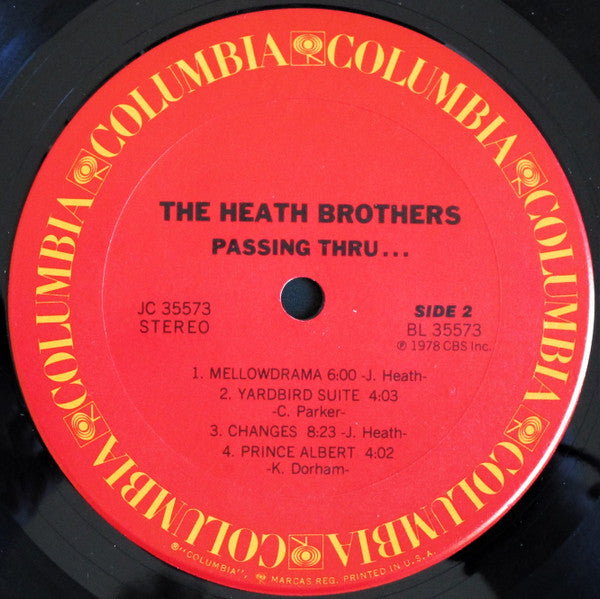 COLUMBIA COLUMBIA COLUMBIA COLUMBIA COLUMBIA COLUMBIA
THE HEATH BROTHERS
PASSING THRU...
JC 35573
STEREO
SIDE 2
BL 35573
℗ 1978 CBS Inc.
1. MELLOWDRAMA 6:00 -J. Heath-
2. YARDBIRD SUITE 4:03
-C. Parker-
3. CHANGES 8:23 -J. Heath-
4. PRINCE ALBERT 4:02
-K. Dorham-
®"COLUMBIA", MARCAS REG. PRINTED IN U.S.A.